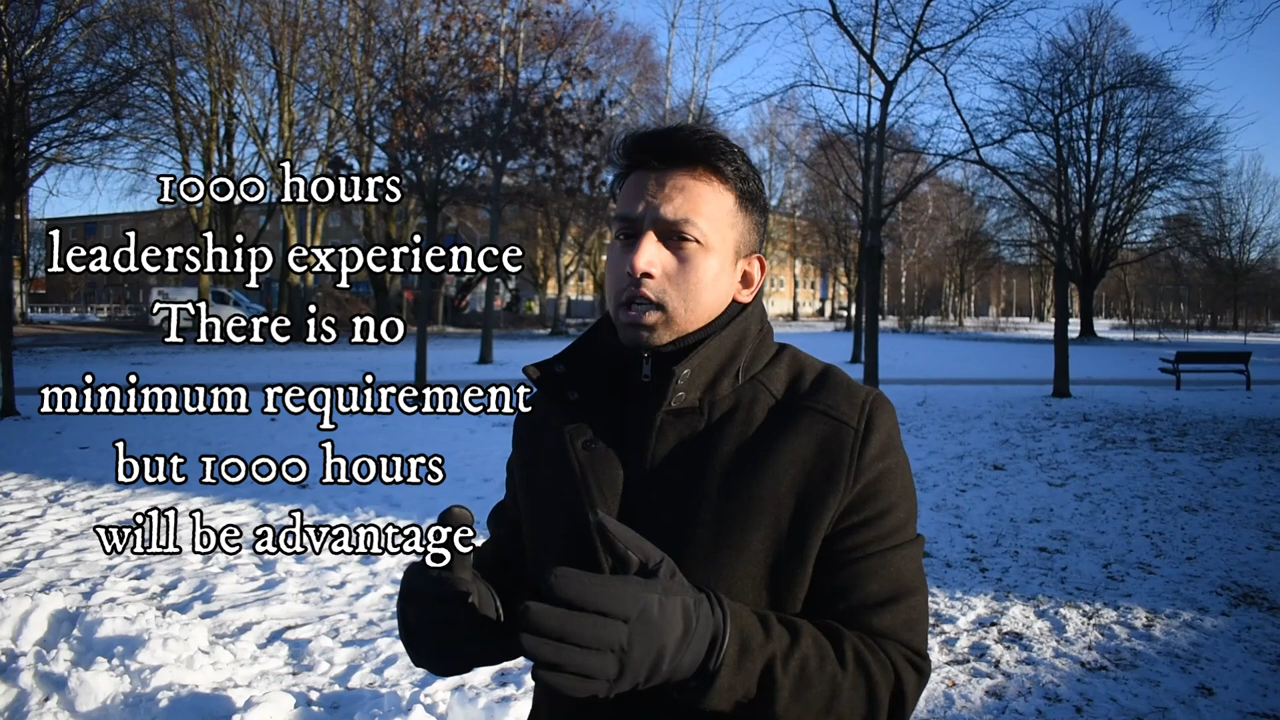 1000 hours
leadership experience
There is no
minimum requirement
but 1000 hours
will be advantage